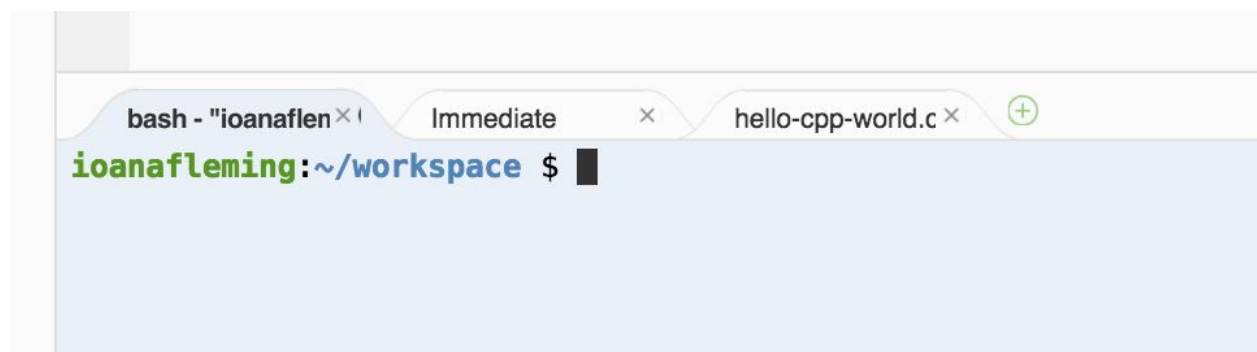 bash - "ioanaflen × Immediate × hello-cpp-world.c ×
ioanafleming:~/workspace $